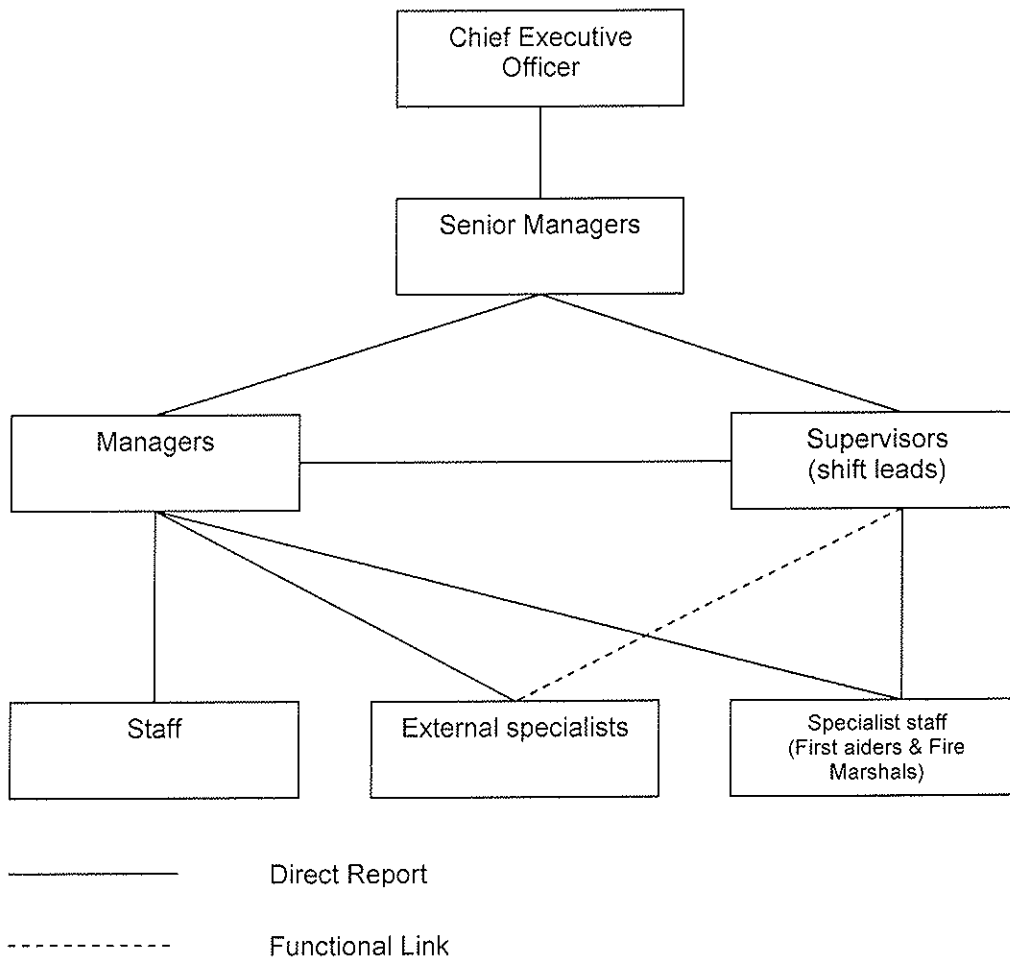 Chief Executive
Officer
Senior Managers
Managers
Supervisors
(shift leads)
Staff
External specialists
Specialist staff
(First aiders & Fire
Marshals)
Direct Report
Functional Link